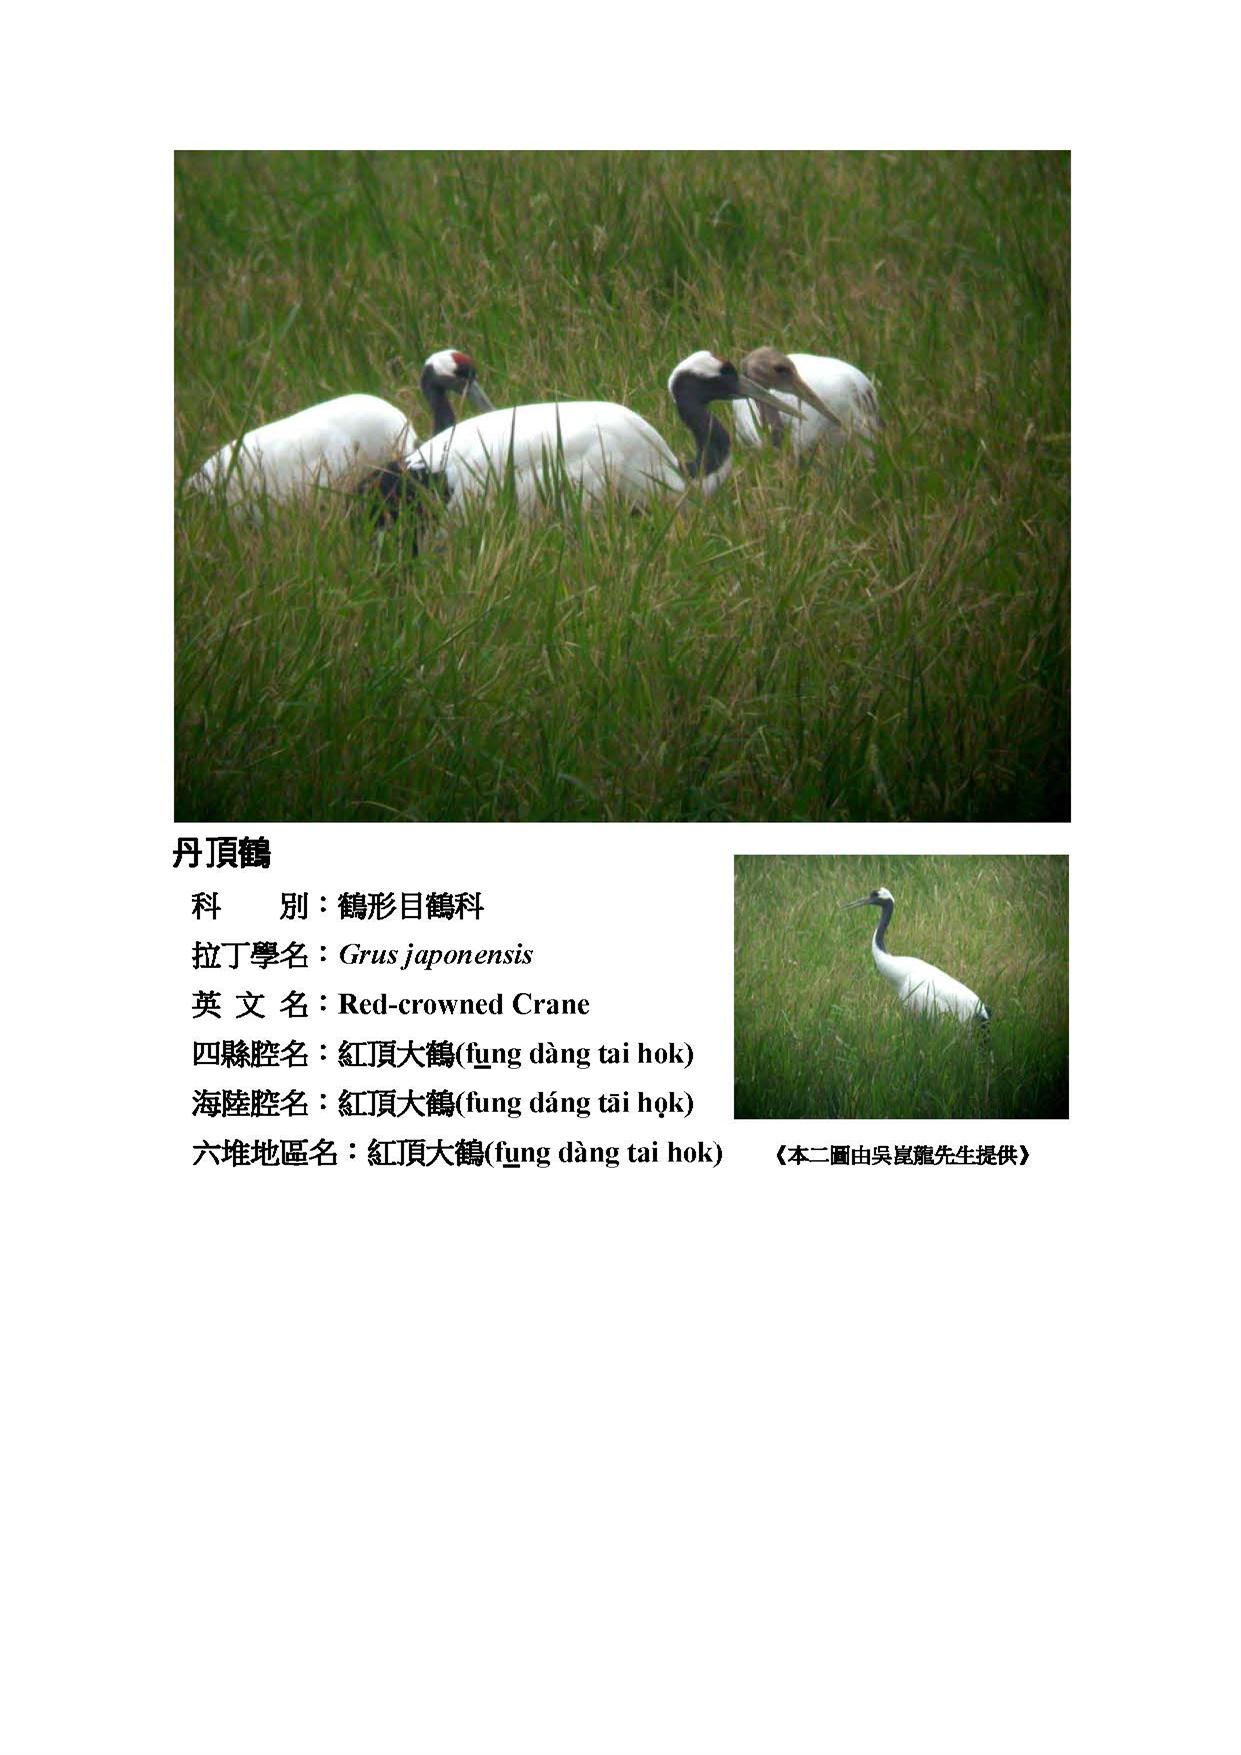 丹頂鶴
科　　別：鶴形目鶴科
拉丁學名：Grus japonensis
英 文 名：Red-crowned Crane
四縣腔名：紅頂大鶴(fu̲ng dàng tai hok)
海陸腔名：紅頂大鶴(fung dáng tāi họk)
六堆地區名：紅頂大鶴(fu̲ng dàng tai hok)
《本二圖由吳崑龍先生提供》